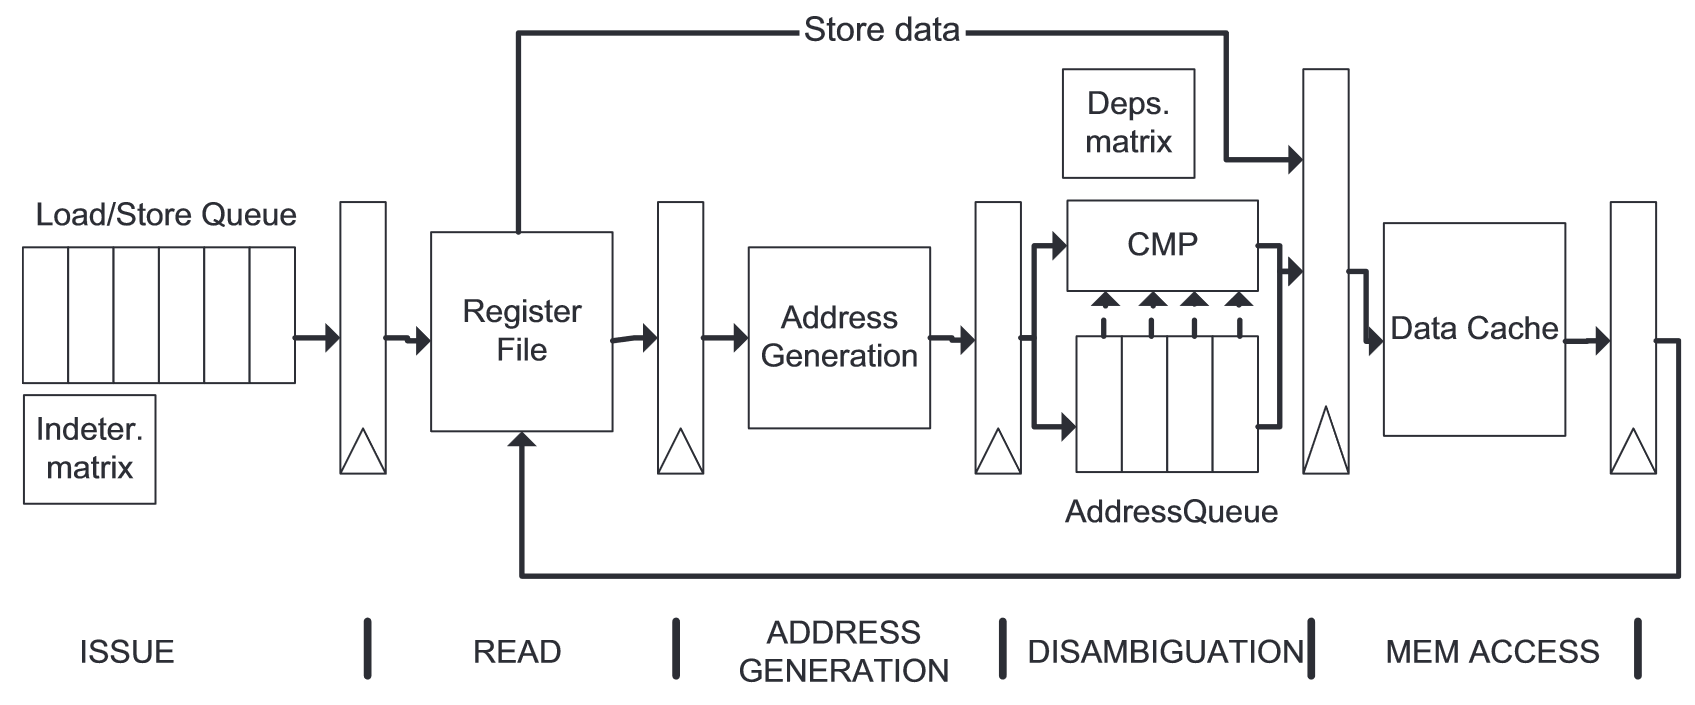 Store data
Deps.
matrix
Load/Store Queue
CMP
Register
File
Address
Generation
Data Cache
Indeter.
matrix
AddressQueue
ISSUE
READ
ADDRESS
GENERATION
DISAMBIGUATION
MEM ACCESS